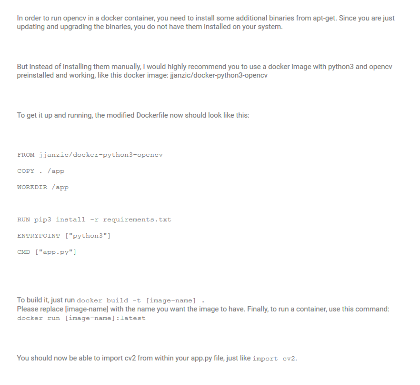 In order to run opencv in a docker container, you need to install some additional binaries from apt-get. Since you are just
updating and upgrading the binaries, you do not have them installed on your system.
But instead of installing them manually, I would highly recommend you to use a docker image with python3 and opencv
preinstalled and working, like this docker image: jjanzic/docker-python3-opencv
To get it up and running, the modified Dockerfile now should look like this:
FROM jjanzic/docker-python3-opencv
COPY . /app
WORKDIR /app
RUN pip3 install -r requirements.txt
ENTRYPOINT ["python3"]
CMD ["app.py"]
To build it, just run docker build -t [image-name] .
Please replace [image-name] with the name you want the image to have. Finally, to run a container, use this command:
docker run [image-name]:latest
You should now be able to import cv2 from within your app.py file, just like import cv2.